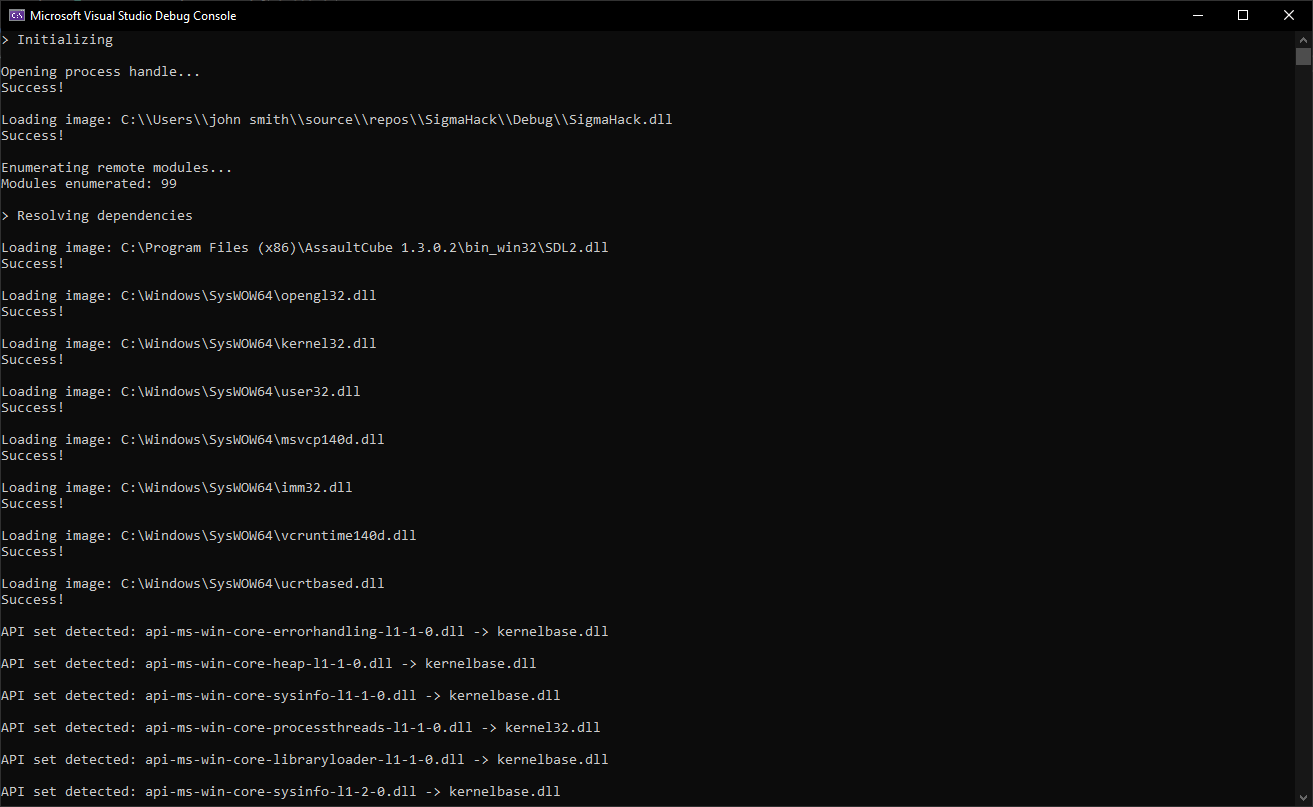 Microsoft Visual Studio Debug Console
> Initializing
Opening process handle...
Success!
Loading image: C:\\Users\\john smith\\source\\repos\\SigmaHack\\Debug\\SigmaHack.dll
Success!
Enumerating remote modules...
Modules enumerated: 99
> Resolving dependencies
Loading image: C:\Program Files (x86)\AssaultCube 1.3.0.2\bin_win32\SDL2.dll
Success!
Loading image: C:\Windows\SysWOW64\opengl32.dll
Success!
Loading image: C:\Windows\SysWOW64\kernel32.dll
Success!
Loading image: C:\Windows\SysWOW64\user32.dll
Success!
Loading image: C:\Windows\SysWOW64\msvcp140d.dll
Success!
Loading image: C:\Windows\SysWOW64\imm32.dll
Success!
Loading image: C:\Windows\SysWOW64\vcruntime140d.dll
Success!
Loading image: C:\Windows\SysWOW64\ucrtbased.dll
Success!
API set detected: api-ms-win-core-errorhandling-l1-1-0.dll -> kernelbase.dll
API set detected: api-ms-win-core-heap-l1-1-0.dll -> kernelbase.dll
API set detected: api-ms-win-core-sysinfo-l1-1-0.dll -> kernelbase.dll
API set detected: api-ms-win-core-processthreads-l1-1-0.dll -> kernel32.dll
API set detected: api-ms-win-core-libraryloader-l1-1-0.dll -> kernelbase.dll
API set detected: api-ms-win-core-sysinfo-l1-2-0.dll -> kernelbase.dll